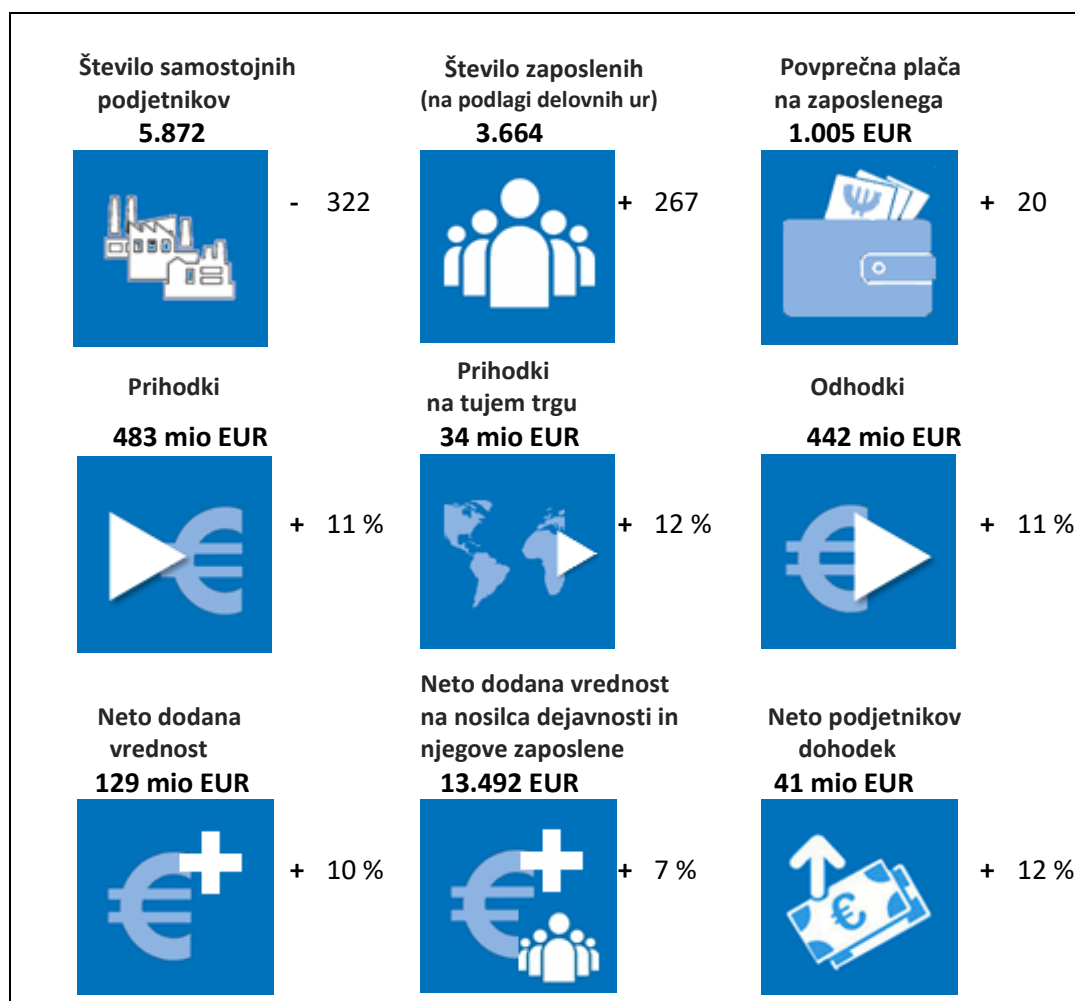 Število samostojnih
podjetnikov
5.872
- 322
Število zaposlenih
(na podlagi delovnih ur)
3.664
+ 267
Povprečna plača
na zaposlenega
1.005 EUR
+ 20
Prihodki
483 mio EUR
+ 11 %
Prihodki
na tujem trgu
34 mio EUR
+ 12 %
Odhodki
442 mio EUR
+ 11 %
Neto dodana
vrednost
129 mio EUR
+ 10 %
Neto dodana vrednost
na nosilca dejavnosti in
njegove zaposlene
13.492 EUR
+ 7 %
Neto podjetnikov
dohodek
41 mio EUR
+ 12 %